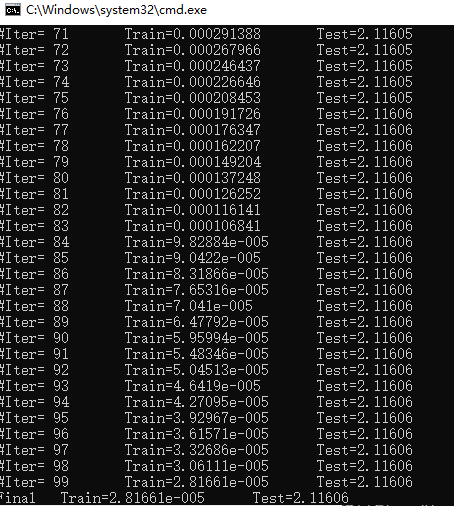 C:\Windows\system32\cmd.exe
#Iter= 71 Train=0.000291388 Test=2.11605
#Iter= 72 Train=0.000267966 Test=2.11605
#Iter= 73 Train=0.000246437 Test=2.11605
#Iter= 74 Train=0.000226646 Test=2.11605
#Iter= 75 Train=0.000208453 Test=2.11605
#Iter= 76 Train=0.000191726 Test=2.11606
#Iter= 77 Train=0.000176347 Test=2.11606
#Iter= 78 Train=0.000162207 Test=2.11606
#Iter= 79 Train=0.000149204 Test=2.11606
#Iter= 80 Train=0.000137248 Test=2.11606
#Iter= 81 Train=0.000126252 Test=2.11606
#Iter= 82 Train=0.000116141 Test=2.11606
#Iter= 83 Train=0.000106841 Test=2.11606
#Iter= 84 Train=9.82884e-005 Test=2.11606
#Iter= 85 Train=9.0422e-005 Test=2.11606
#Iter= 86 Train=8.31866e-005 Test=2.11606
#Iter= 87 Train=7.65316e-005 Test=2.11606
#Iter= 88 Train=7.041e-005 Test=2.11606
#Iter= 89 Train=6.47792e-005 Test=2.11606
#Iter= 90 Train=5.95994e-005 Test=2.11606
#Iter= 91 Train=5.48346e-005 Test=2.11606
#Iter= 92 Train=5.04513e-005 Test=2.11606
#Iter= 93 Train=4.6419e-005 Test=2.11606
#Iter= 94 Train=4.27095e-005 Test=2.11606
#Iter= 95 Train=3.92967e-005 Test=2.11606
#Iter= 96 Train=3.61571e-005 Test=2.11606
#Iter= 97 Train=3.32686e-005 Test=2.11606
#Iter= 98 Train=3.06111e-005 Test=2.11606
#Iter= 99 Train=2.81661e-005 Test=2.11606
Final Train=2.81661e-005 Test=2.11606